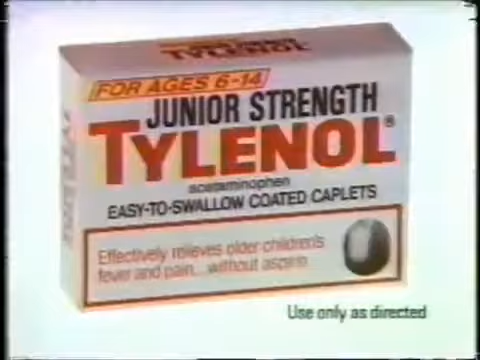 TYLENOL
FOR AGES 6-14
JUNIOR STRENGTH
TYLENOL®
acetaminophen
EASY-TO-SWALLOW COATED CAPLETS
Effectively relieves older children's
fever and pain... without aspirin
Use only as directed